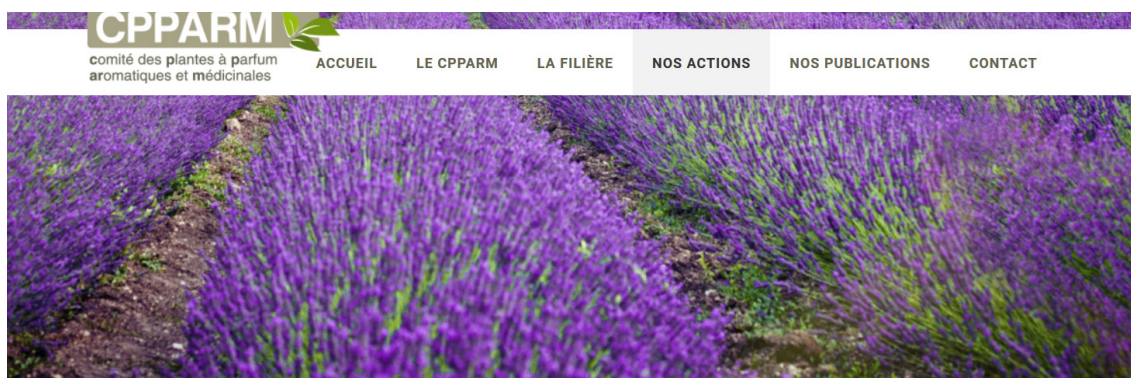 CPPARM
comité des plantes à parfum
aromatiques et médicinales
ACCUEIL LE CPPARM LA FILIÈRE NOS ACTIONS NOS PUBLICATIONS CONTACT